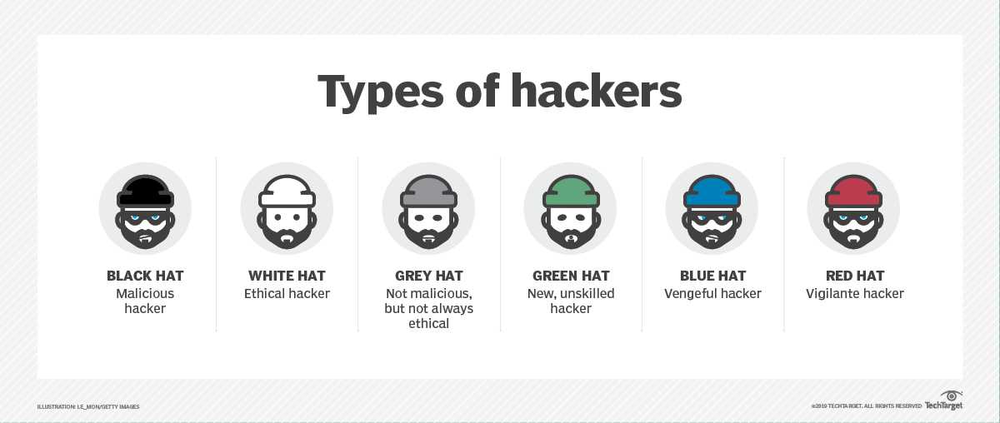 Types of hackers
BLACK HAT
Malicious
hacker
WHITE HAT
Ethical hacker
GREY HAT
Not malicious,
but not always
ethical
GREEN HAT
New, unskilled
hacker
BLUE HAT
Vengeful hacker
RED HAT
Vigilante hacker
ILLUSTRATION: LE_MON/GETTY IMAGES
©2019 TECHTARGET. ALL RIGHTS RESERVED TechTarget